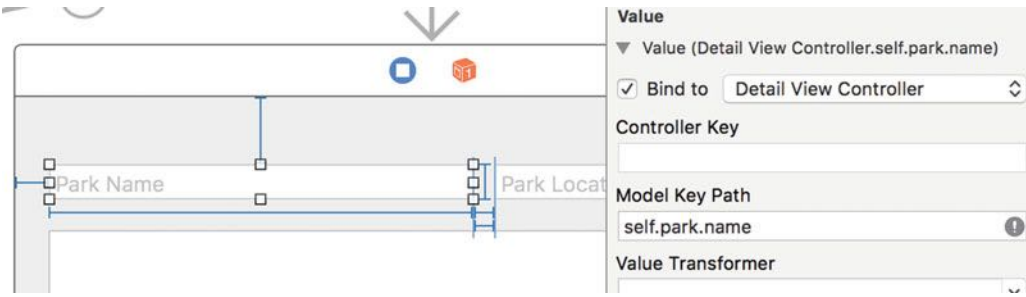 Value
Value (Detail View Controller.self.park.name)
Bind to Detail View Controller
Controller Key
Park Name
Park Locat
Model Key Path
self.park.name
Value Transformer